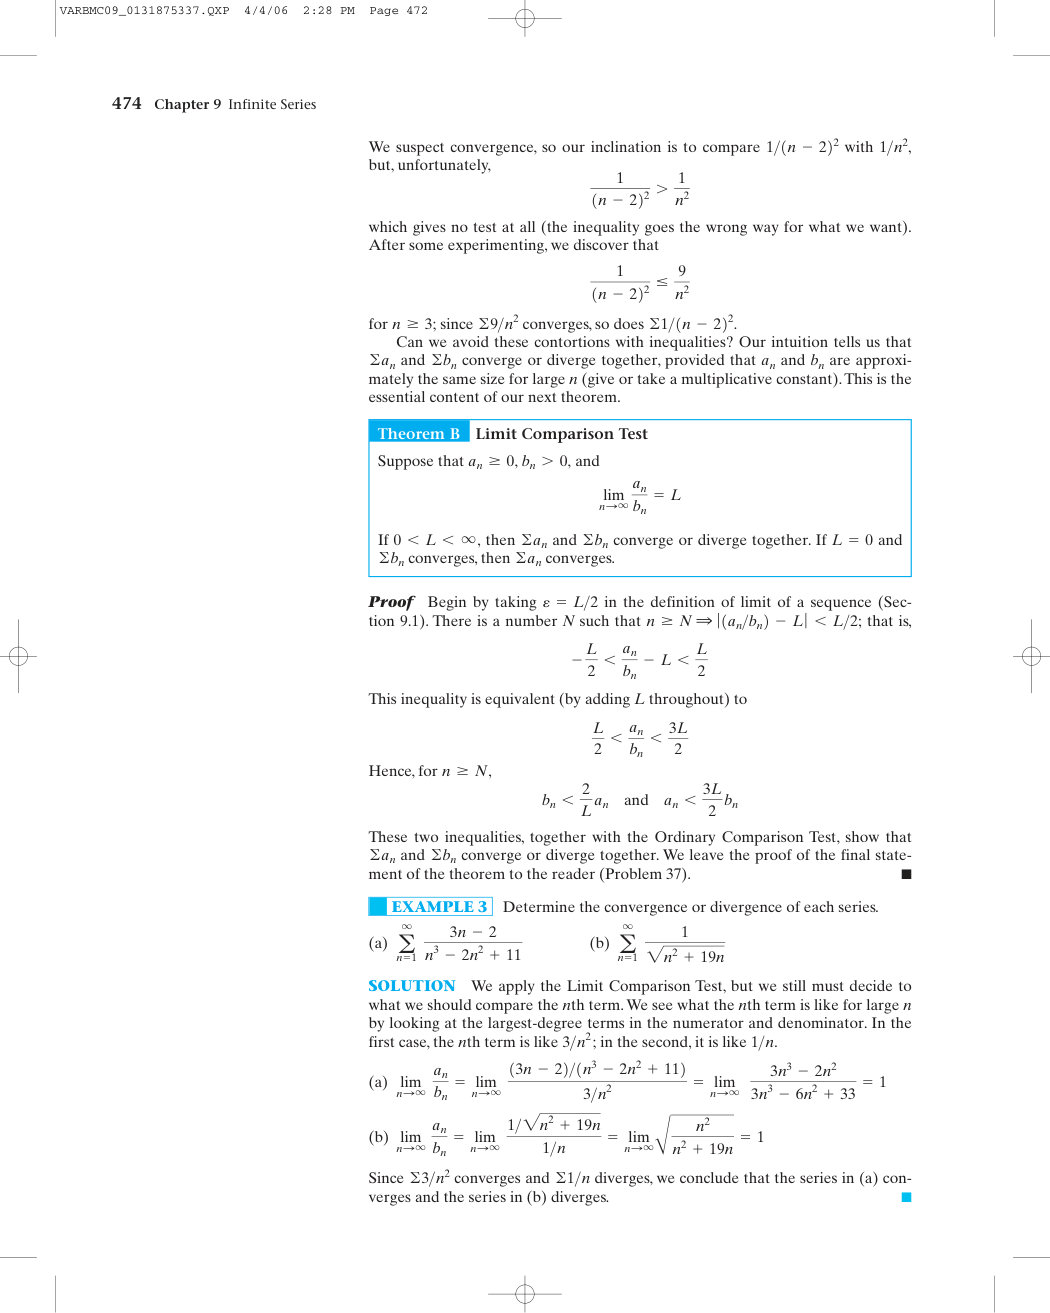 VARBMC09_0131875337.QXP 4/4/06 2:28 PM Page 472
474 Chapter 9 Infinite Series
We suspect convergence, so our inclination is to compare 1/(n − 2)² with 1/n²,
but, unfortunately,
1/(n − 2)² > 1/n²
which gives no test at all (the inequality goes the wrong way for what we want).
After some experimenting, we discover that
1/(n − 2)² ≤ 9/n²
for n ≥ 3; since Σ9/n² converges, so does Σ1/(n − 2)².
Can we avoid these contortions with inequalities? Our intuition tells us that
Σaₙ and Σbₙ converge or diverge together, provided that aₙ and bₙ are approxi-
mately the same size for large n (give or take a multiplicative constant). This is the
essential content of our next theorem.
Theorem B Limit Comparison Test
Suppose that aₙ ≥ 0, bₙ > 0, and
lim n→∞ aₙ/bₙ = L
If 0 < L < ∞, then Σaₙ and Σbₙ converge or diverge together. If L = 0 and
Σbₙ converges, then Σaₙ converges.
Proof Begin by taking ε = L/2 in the definition of limit of a sequence (Sec-
tion 9.1). There is a number N such that n ≥ N ⇒ |(aₙ/bₙ) − L| < L/2; that is,
−L/2 < aₙ/bₙ − L < L/2
This inequality is equivalent (by adding L throughout) to
L/2 < aₙ/bₙ < 3L/2
Hence, for n ≥ N,
bₙ < 2/L aₙ and aₙ < 3L/2 bₙ
These two inequalities, together with the Ordinary Comparison Test, show that
Σaₙ and Σbₙ converge or diverge together. We leave the proof of the final state-
ment of the theorem to the reader (Problem 37). ■
EXAMPLE 3 Determine the convergence or divergence of each series.
(a) ∞ Σ n=1 (3n − 2)/(n³ − 2n² + 11) (b) ∞ Σ n=1 1/√(n² + 19n)
SOLUTION We apply the Limit Comparison Test, but we still must decide to
what we should compare the nth term. We see what the nth term is like for large n
by looking at the largest-degree terms in the numerator and denominator. In the
first case, the nth term is like 3/n²; in the second, it is like 1/n.
(a) lim n→∞ aₙ/bₙ = lim n→∞ (3n − 2)/(n³ − 2n² + 11) / 3/n² = lim n→∞ (3n³ − 2n²)/(3n³ − 6n² + 33) = 1
(b) lim n→∞ aₙ/bₙ = lim n→∞ 1/√(n² + 19n) / 1/n = lim n→∞ √(n²/(n² + 19n)) = 1
Since Σ3/n² converges and Σ1/n diverges, we conclude that the series in (a) con-
verges and the series in (b) diverges. ■